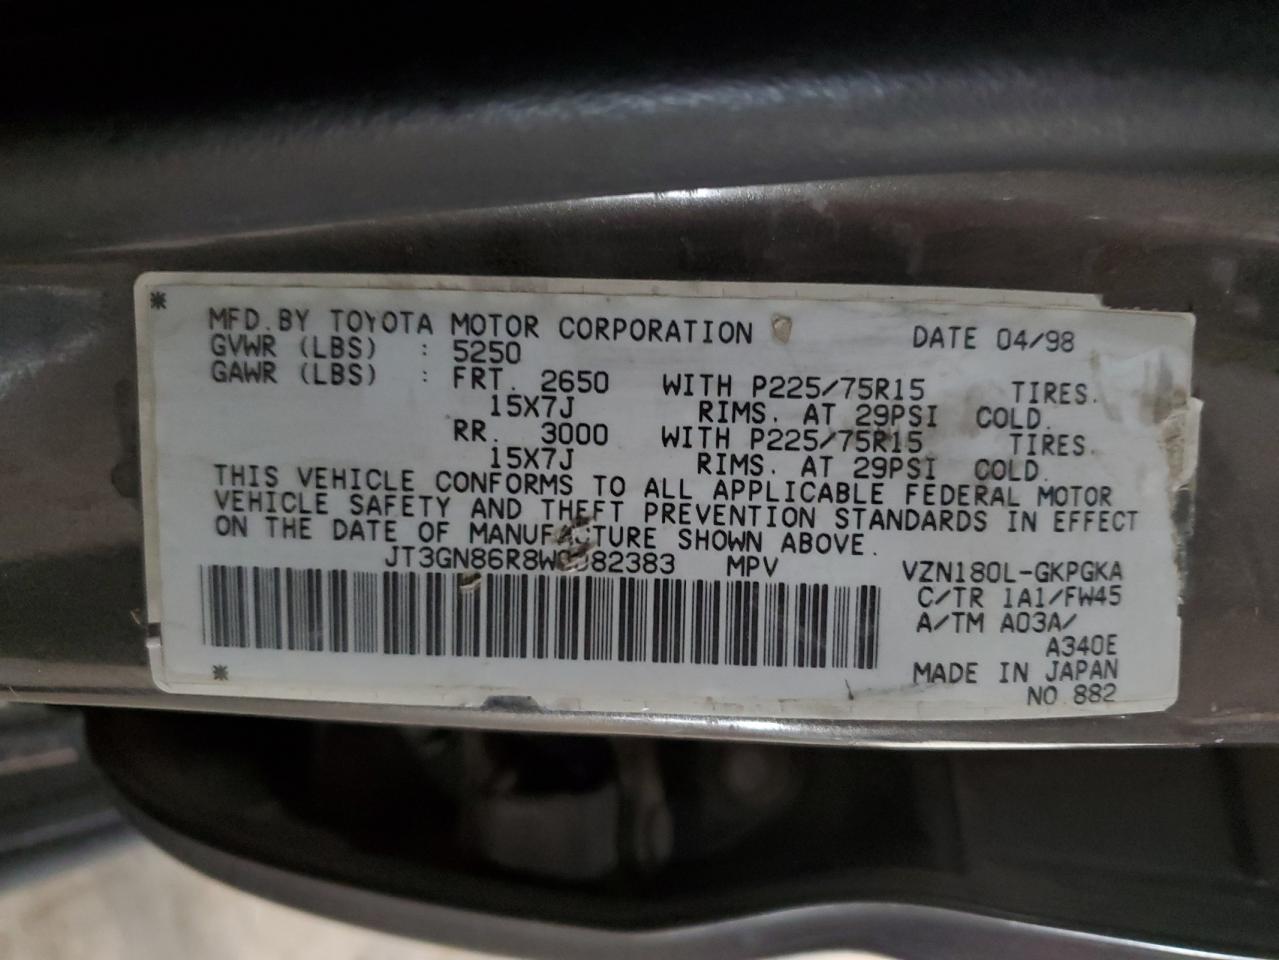 MFD.BY TOYOTA MOTOR CORPORATION DATE 04/98
GVWR (LBS) : 5250
GAWR (LBS) : FRT. 2650 WITH P225/75R15 TIRES.
15X7J RIMS. AT 29PSI COLD.
RR. 3000 WITH P225/75R15 TIRES.
15X7J RIMS. AT 29PSI COLD.
THIS VEHICLE CONFORMS TO ALL APPLICABLE FEDERAL MOTOR
VEHICLE SAFETY AND THEFT PREVENTION STANDARDS IN EFFECT
ON THE DATE OF MANUFACTURE SHOWN ABOVE.
MPV VZN180L-GKPGKA
C/TR 1A1/FW45
A/TM A03A/
A340E
MADE IN JAPAN
NO.882